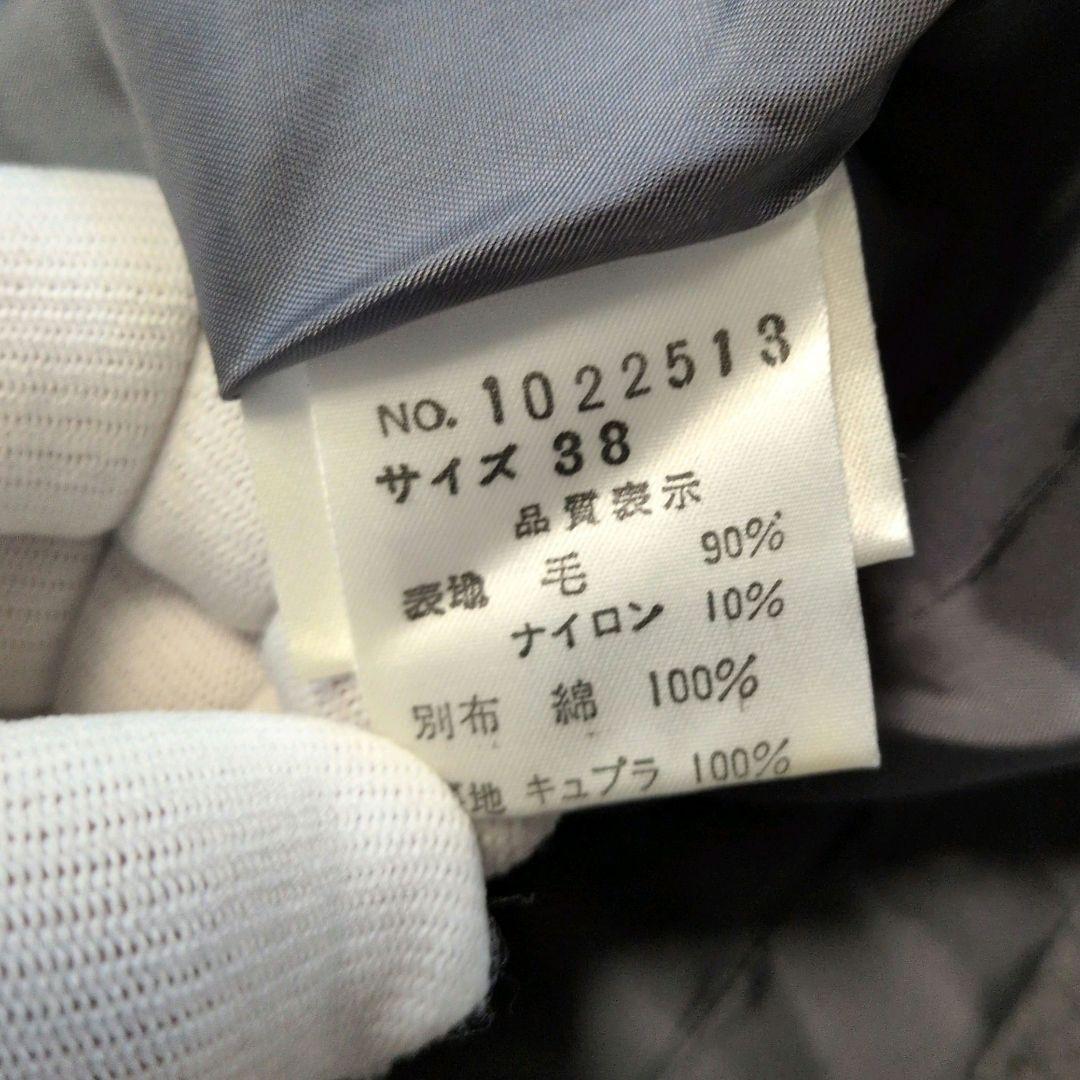 NO. 1022513
サイズ 38
品質表示
表地 毛 90%
ナイロン 10%
別布 綿 100%
地 キュプラ 100%